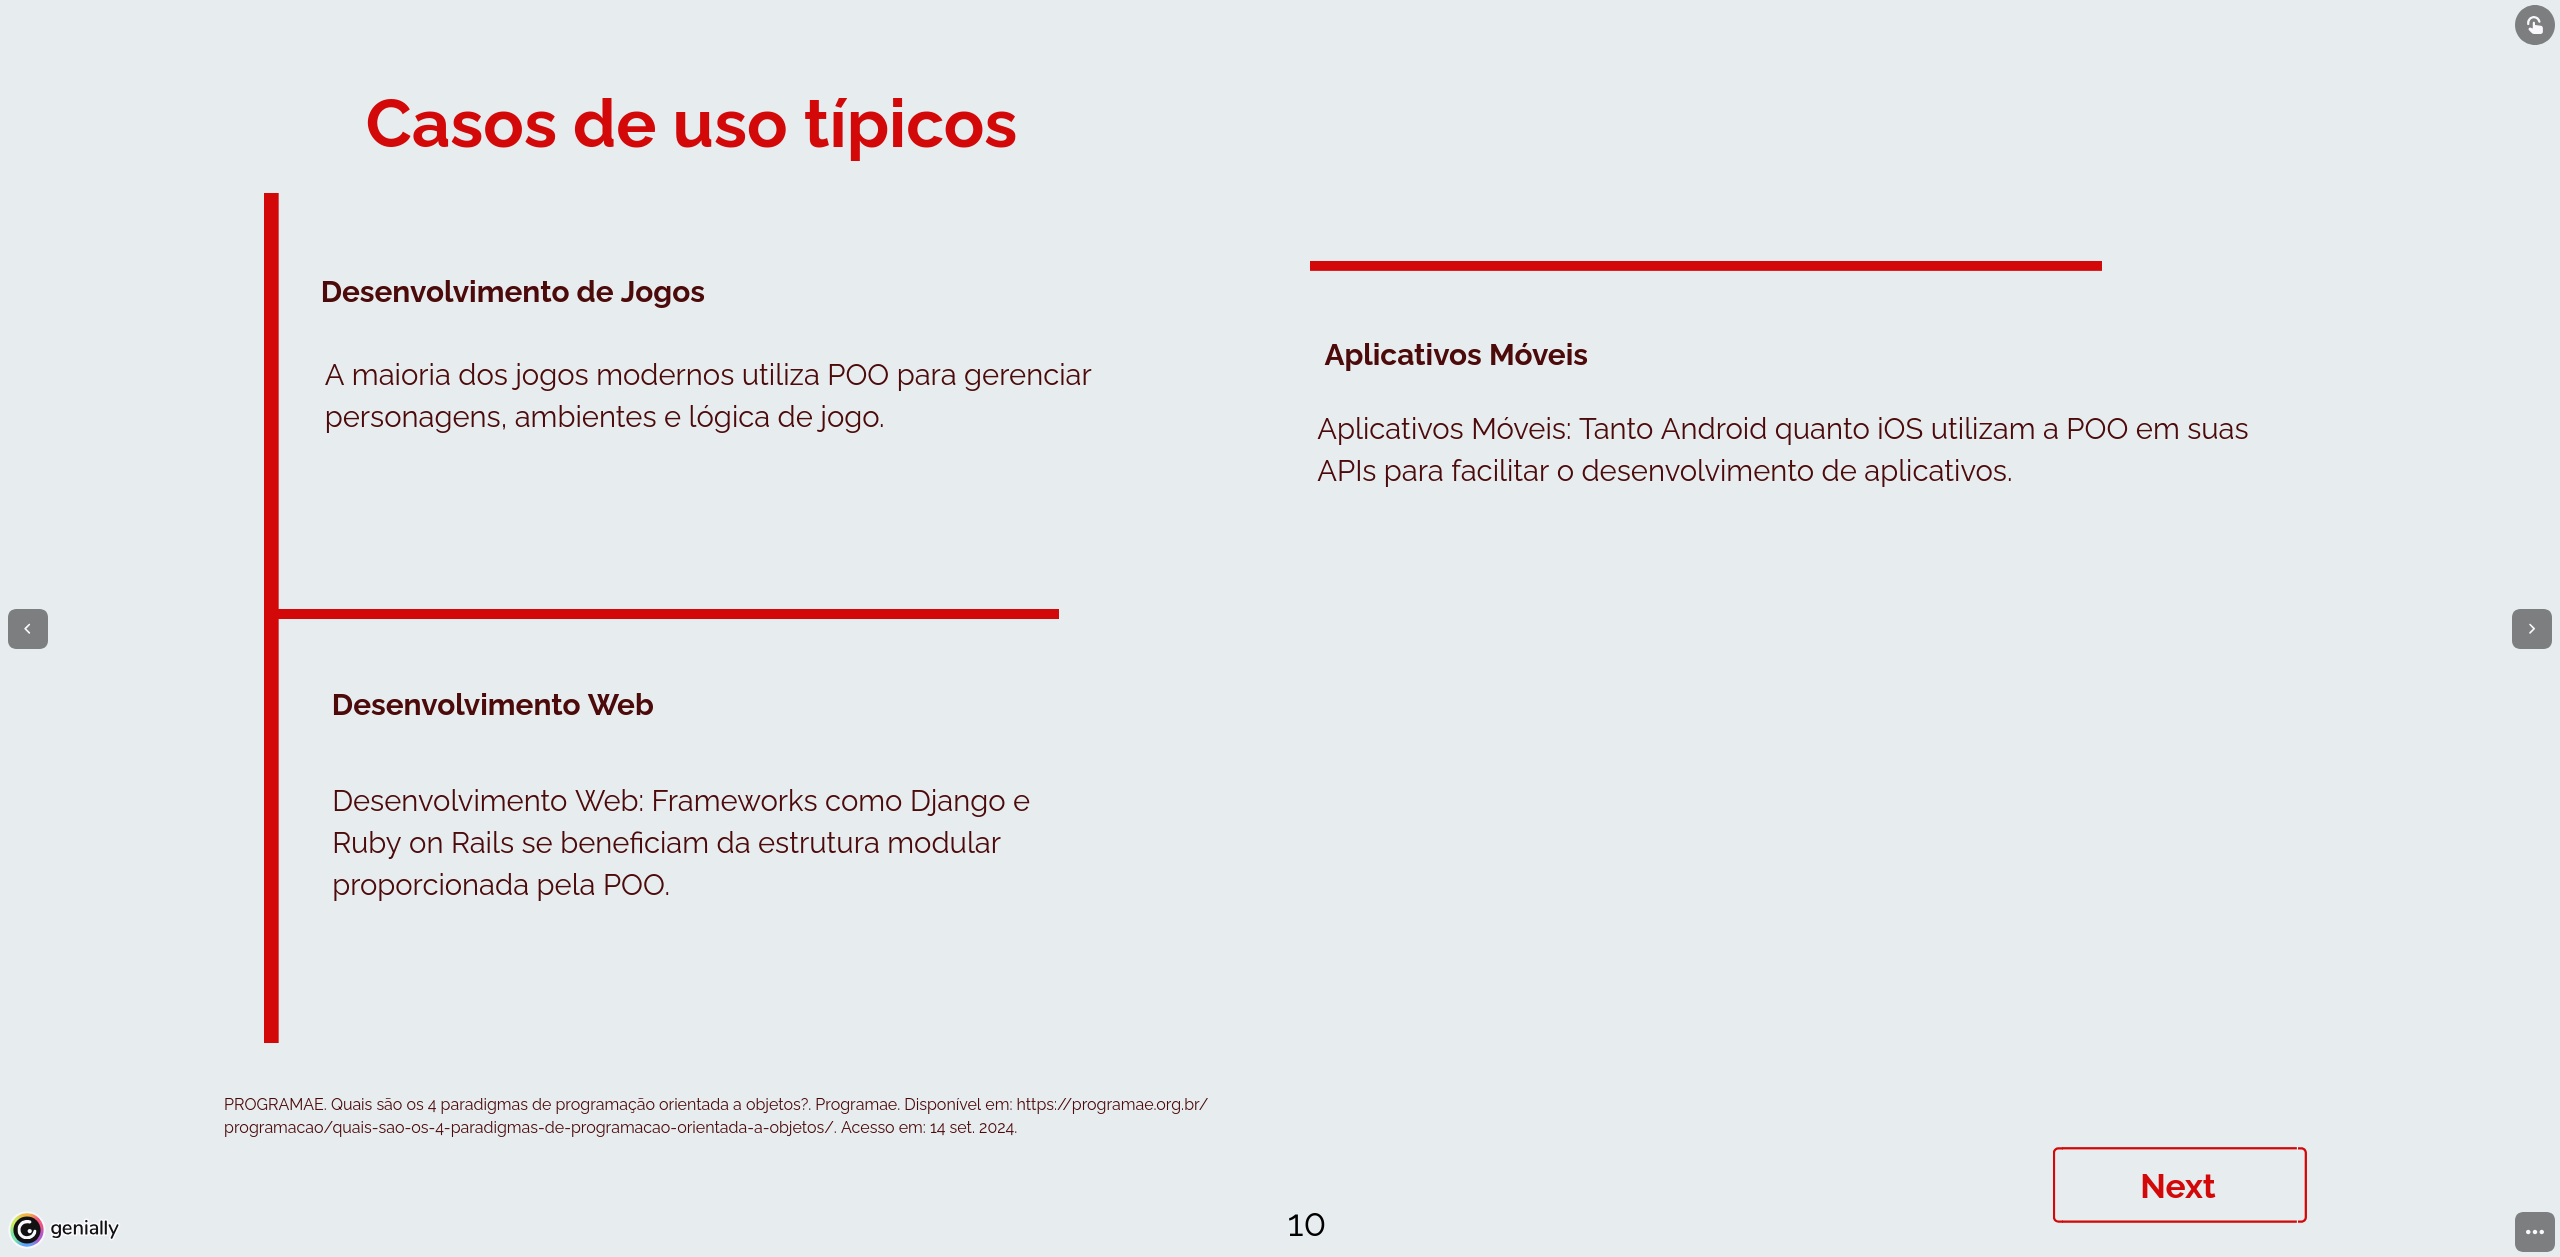 Casos de uso típicos
Desenvolvimento de Jogos
A maioria dos jogos modernos utiliza POO para gerenciar
personagens, ambientes e lógica de jogo.
Aplicativos Móveis
Aplicativos Móveis: Tanto Android quanto iOS utilizam a POO em suas
APIs para facilitar o desenvolvimento de aplicativos.
Desenvolvimento Web
Desenvolvimento Web: Frameworks como Django e
Ruby on Rails se beneficiam da estrutura modular
proporcionada pela POO.
PROGRAMAE. Quais são os 4 paradigmas de programação orientada a objetos?. Programae. Disponível em: https://programae.org.br/
programacao/quais-sao-os-4-paradigmas-de-programacao-orientada-a-objetos/. Acesso em: 14 set. 2024.
Next
10
genially